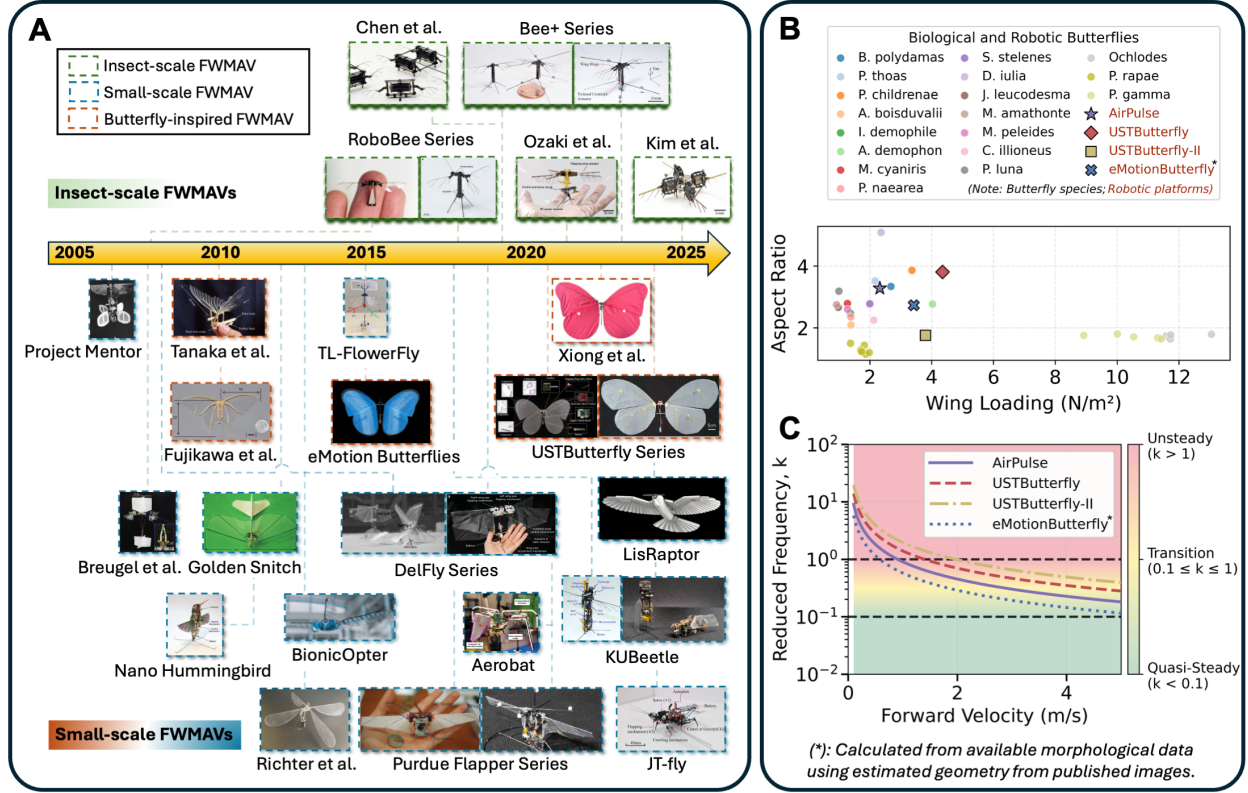 A
Insect-scale FWMAV
Small-scale FWMAV
Butterfly-inspired FWMAV
Chen et al.
Bee+ Series
RoboBee Series
Ozaki et al.
Kim et al.
Insect-scale FWMAVs
2005
2010
2015
2020
2025
Project Mentor
Tanaka et al.
TL-FlowerFly
Xiong et al.
Fujikawa et al.
eMotion Butterflies
USTButterfly Series
Breugel et al.
Golden Snitch
DelFly Series
LisRaptor
Nano Hummingbird
BionicOpter
Aerobat
KUBeetle
Small-scale FWMAVs
Richter et al.
Purdue Flapper Series
JT-fly
B
Biological and Robotic Butterflies
B. polydamas
P. thoas
P. childrenae
A. boisduvalii
I. demophile
A. demophon
M. cyaniris
P. naearea
S. stelenes
D. iulia
J. leucodesma
M. amathonte
M. peleides
C. illioneus
P. luna
Ochlodes
P. rapae
P. gamma
AirPulse
USTButterfly
USTButterfly-II
eMotionButterfly*
(Note: Butterfly species; Robotic platforms)
Aspect Ratio
4
2
2
4
6
8
10
12
Wing Loading (N/m²)
C
Reduced Frequency, k
10²
10¹
10⁰
10⁻¹
10⁻²
AirPulse
USTButterfly
USTButterfly-II
eMotionButterfly*
0
2
4
Forward Velocity (m/s)
Unsteady
(k > 1)
Transition
(0.1 ≤ k ≤ 1)
Quasi-Steady
(k < 0.1)
(*): Calculated from available morphological data
using estimated geometry from published images.